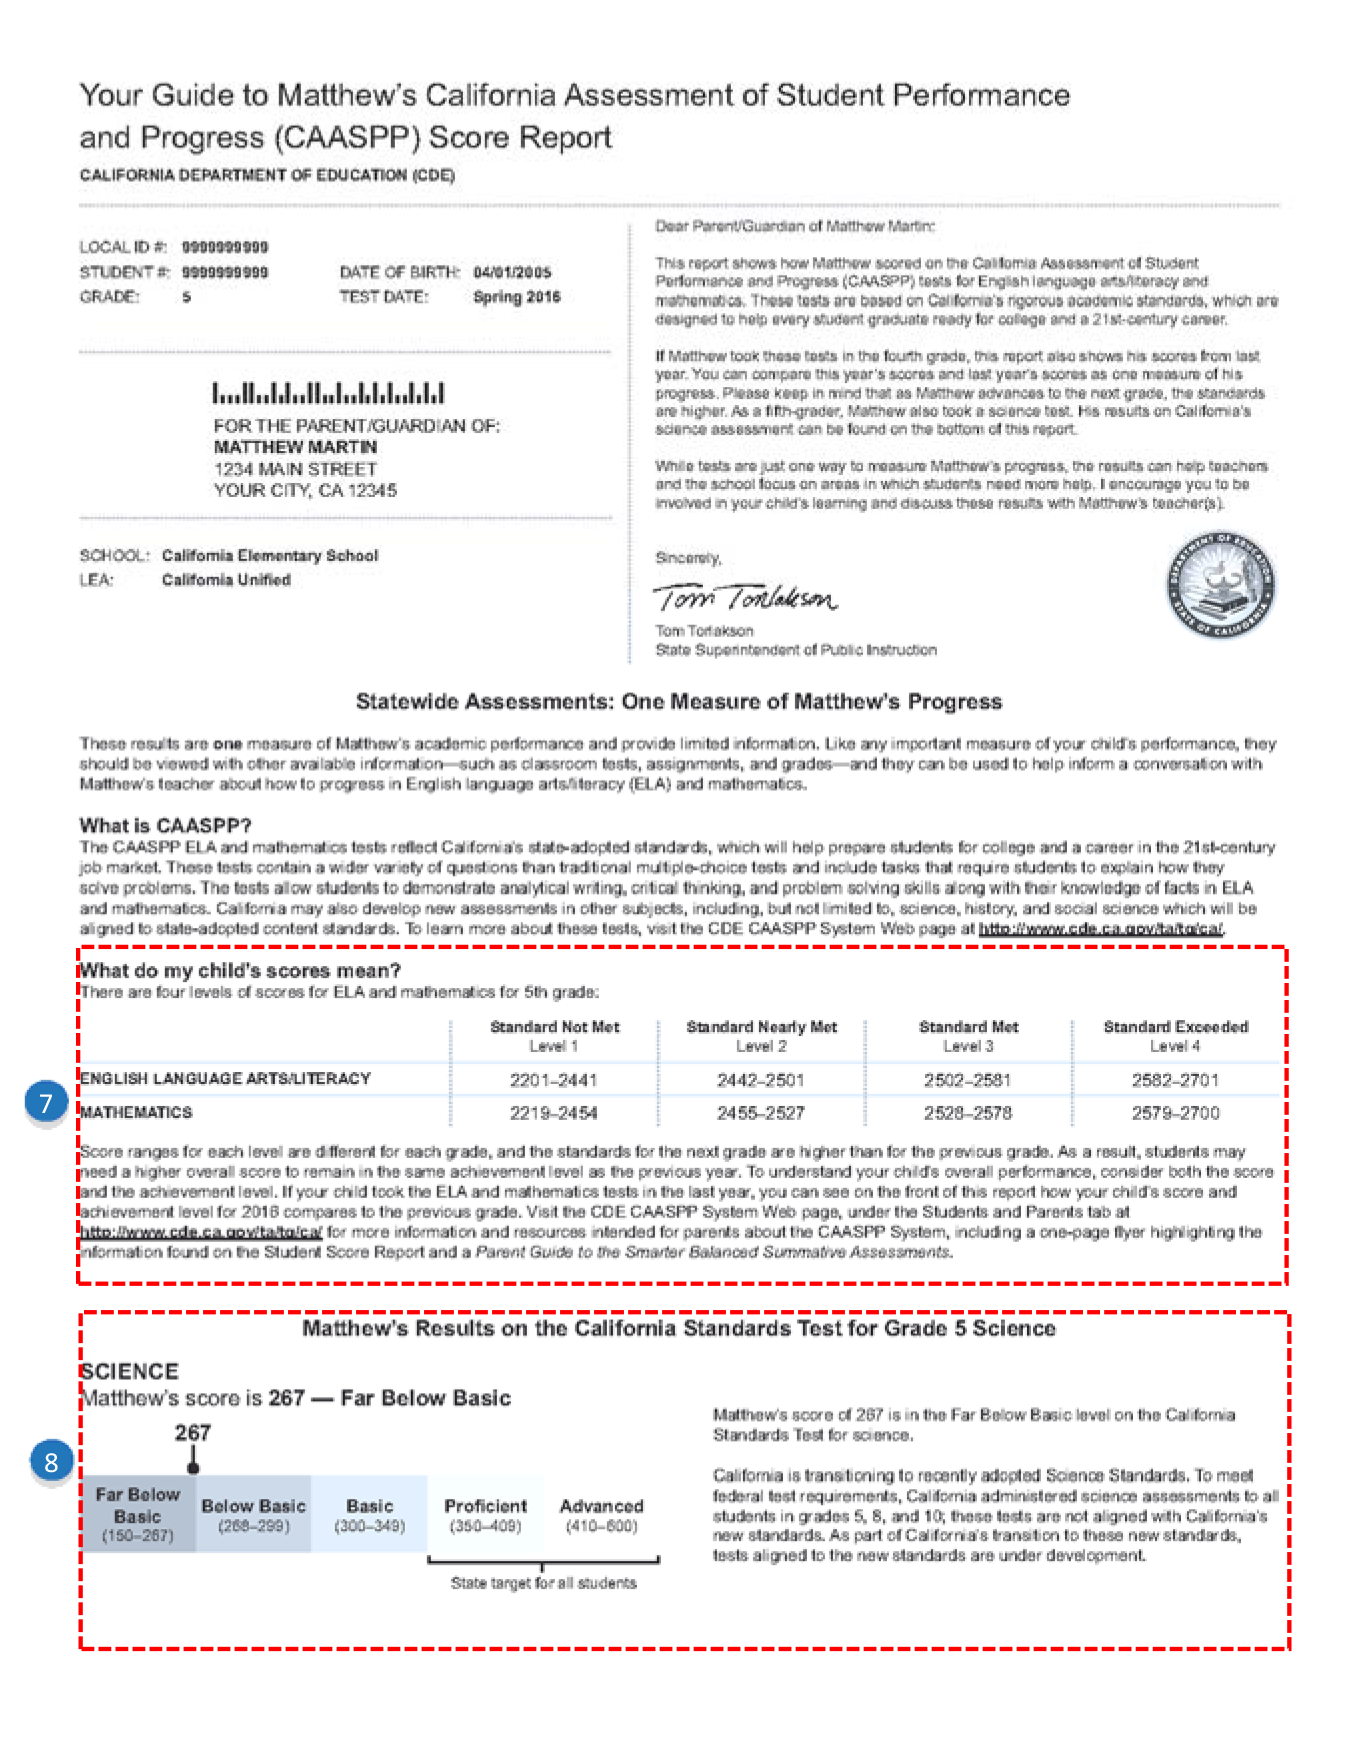 Your Guide to Matthew's California Assessment of Student Performance
and Progress (CAASPP) Score Report
CALIFORNIA DEPARTMENT OF EDUCATION (CDE)
LOCAL ID #: 9999999999
STUDENT #: 9999999999 DATE OF BIRTH: 04/01/2005
GRADE: 5 TEST DATE: Spring 2016
FOR THE PARENT/GUARDIAN OF:
MATTHEW MARTIN
1234 MAIN STREET
YOUR CITY, CA 12345
SCHOOL: California Elementary School
LEA: California Unified
Dear Parent/Guardian of Matthew Martin:
This report shows how Matthew scored on the California Assessment of Student
Performance and Progress (CAASPP) tests for English language arts/literacy and
mathematics. These tests are based on California's rigorous academic standards, which are
designed to help every student graduate ready for college and a 21st-century career.
If Matthew took these tests in the fourth grade, this report also shows his scores from last
year. You can compare this year's scores and last year's scores as one measure of his
progress. Please keep in mind that as Matthew advances to the next grade, the standards
are higher. As a fifth-grader, Matthew also took a science test. His results on California's
science assessment can be found on the bottom of this report.
While tests are just one way to measure Matthew's progress, the results can help teachers
and the school focus on areas in which students need more help. I encourage you to be
involved in your child's learning and discuss these results with Matthew's teacher(s).
Sincerely,
Tom Torlakson
Tom Torlakson
State Superintendent of Public Instruction
DEPARTMENT OF EDUCATION
STATE OF CALIFORNIA
Statewide Assessments: One Measure of Matthew's Progress
These results are one measure of Matthew's academic performance and provide limited information. Like any important measure of your child's performance, they
should be viewed with other available information—such as classroom tests, assignments, and grades—and they can be used to help inform a conversation with
Matthew's teacher about how to progress in English language arts/literacy (ELA) and mathematics.
What is CAASPP?
The CAASPP ELA and mathematics tests reflect California's state-adopted standards, which will help prepare students for college and a career in the 21st-century
job market. These tests contain a wider variety of questions than traditional multiple-choice tests and include tasks that require students to explain how they
solve problems. The tests allow students to demonstrate analytical writing, critical thinking, and problem solving skills along with their knowledge of facts in ELA
and mathematics. California may also develop new assessments in other subjects, including, but not limited to, science, history, and social science which will be
aligned to state-adopted content standards. To learn more about these tests, visit the CDE CAASPP System Web page at http://www.cde.ca.gov/ta/tg/ca/.
What do my child's scores mean?
There are four levels of scores for ELA and mathematics for 5th grade:
Standard Not Met Standard Nearly Met Standard Met Standard Exceeded
Level 1 Level 2 Level 3 Level 4
ENGLISH LANGUAGE ARTS/LITERACY 2201–2441 2442–2501 2502–2581 2582–2701
7
MATHEMATICS 2219–2454 2455–2527 2528–2578 2579–2700
Score ranges for each level are different for each grade, and the standards for the next grade are higher than for the previous grade. As a result, students may
need a higher overall score to remain in the same achievement level as the previous year. To understand your child's overall performance, consider both the score
and the achievement level. If your child took the ELA and mathematics tests in the last year, you can see on the front of this report how your child's score and
achievement level for 2016 compares to the previous grade. Visit the CDE CAASPP System Web page, under the Students and Parents tab at
http://www.cde.ca.gov/ta/tg/ca/ for more information and resources intended for parents about the CAASPP System, including a one-page flyer highlighting the
information found on the Student Score Report and a Parent Guide to the Smarter Balanced Summative Assessments.
Matthew's Results on the California Standards Test for Grade 5 Science
SCIENCE
Matthew's score is 267 — Far Below Basic
267
8
Far Below
Basic
(150–267)
Below Basic
(268–299)
Basic
(300–349)
Proficient
(350–409)
Advanced
(410–600)
State target for all students
Matthew's score of 267 is in the Far Below Basic level on the California
Standards Test for science.
California is transitioning to recently adopted Science Standards. To meet
federal test requirements, California administered science assessments to all
students in grades 5, 8, and 10; these tests are not aligned with California's
new standards. As part of California's transition to these new standards,
tests aligned to the new standards are under development.